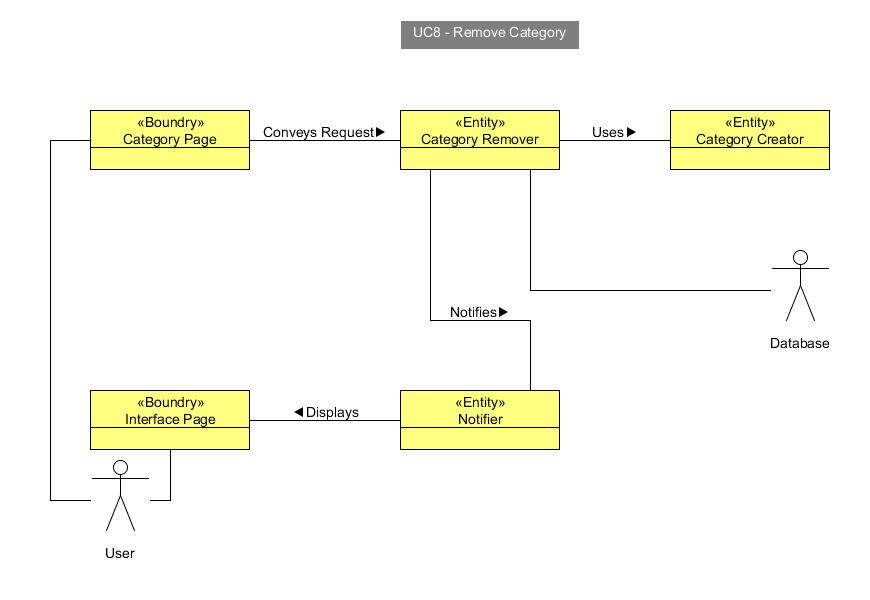 UC8 - Remove Category
«Boundry»
Category Page
Conveys Request
«Entity»
Category Remover
Uses
«Entity»
Category Creator
Notifies
Database
«Boundry»
Interface Page
Displays
«Entity»
Notifier
User